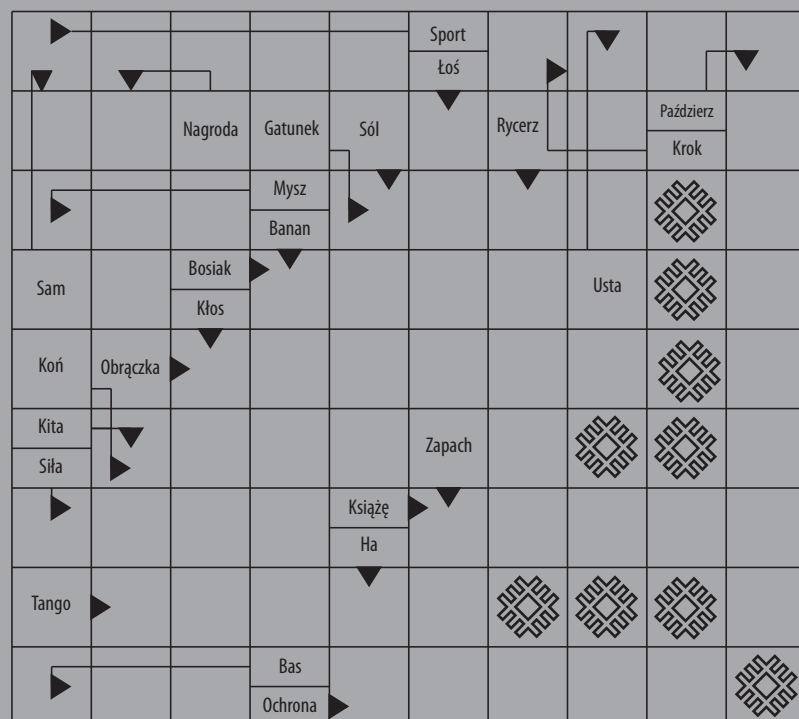 Sport
Łoś
Nagroda
Gatunek
Sól
Rycerz
Paździerz
Krok
Mysz
Banan
Sam
Bosiak
Kłos
Usta
Koń
Obrączka
Kita
Siła
Zapach
Książę
Ha
Tango
Bas
Ochrona